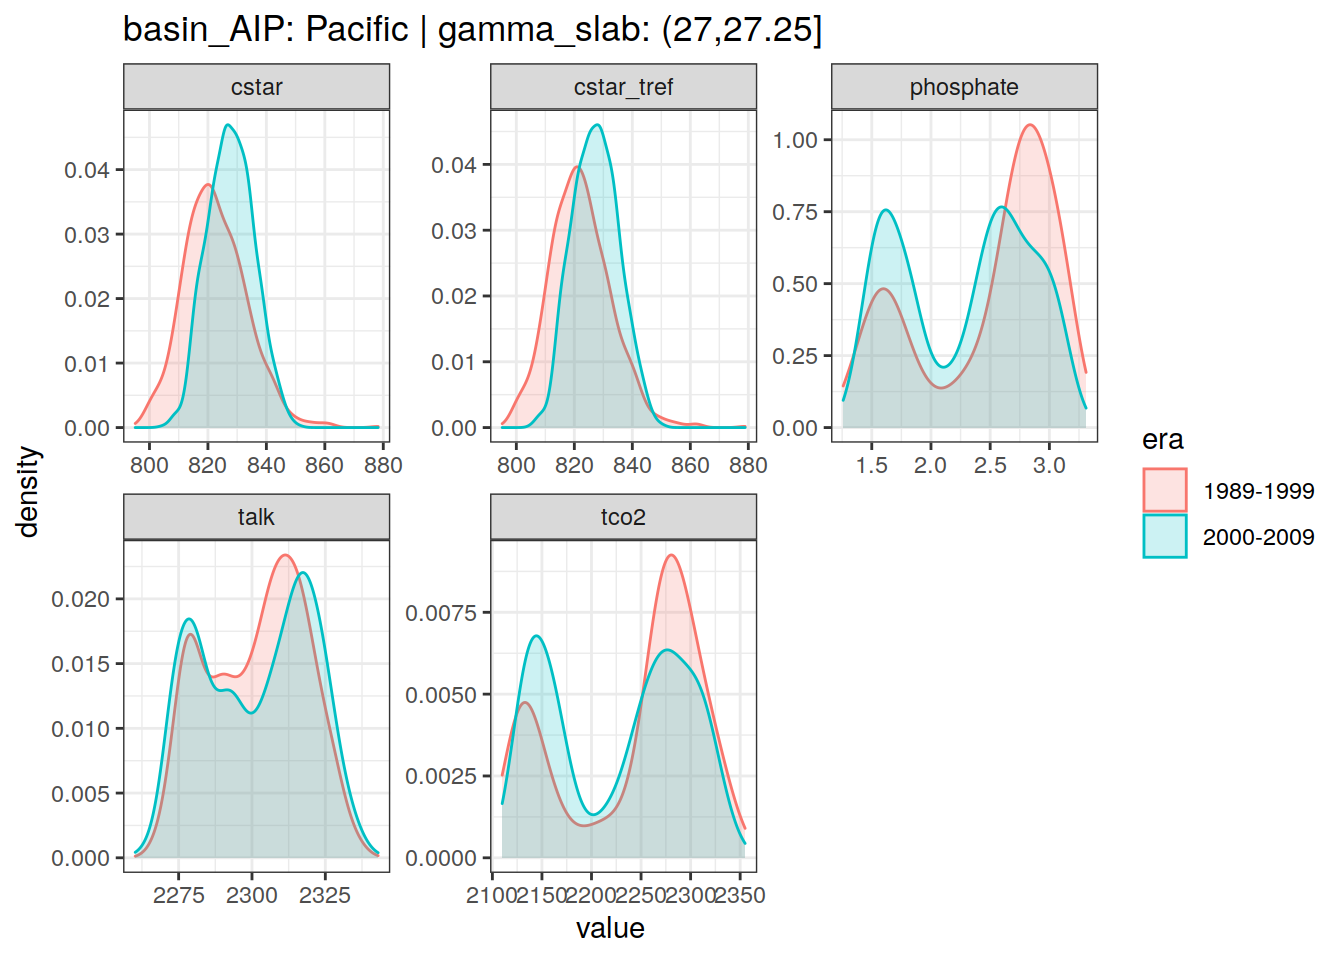 basin_AIP: Pacific | gamma_slab: (27,27.25]
cstar
cstar_tref
phosphate
0.04
0.03
0.02
0.01
0.00
0.04
0.03
0.02
0.01
0.00
1.00
0.75
0.50
0.25
0.00
800 820 840 860 880
800 820 840 860 880
1.5 2.0 2.5 3.0
density
talk
tco2
0.020
0.015
0.010
0.005
0.000
0.0075
0.0050
0.0025
0.0000
2275 2300 2325
2100 2150 2200 2250 2300 2350
value
era
1989-1999
2000-2009